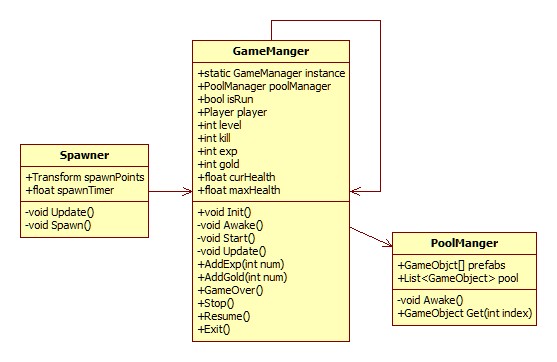 GameManger
+static GameManager instance
+PoolManager poolManager
+bool isRun
+Player player
+int level
+int kill
+int exp
+int gold
+float curHealth
+float maxHealth
+void Init()
-void Awake()
-void Start()
-void Update()
+AddExp(int num)
+AddGold(int num)
+GameOver()
+Stop()
+Resume()
+Exit()
Spawner
+Transform spawnPoints
+float spawnTimer
-void Update()
-void Spawn()
PoolManger
+GameObjct[] prefabs
+List<GameObject> pool
-void Awake()
+GameObject Get(int index)